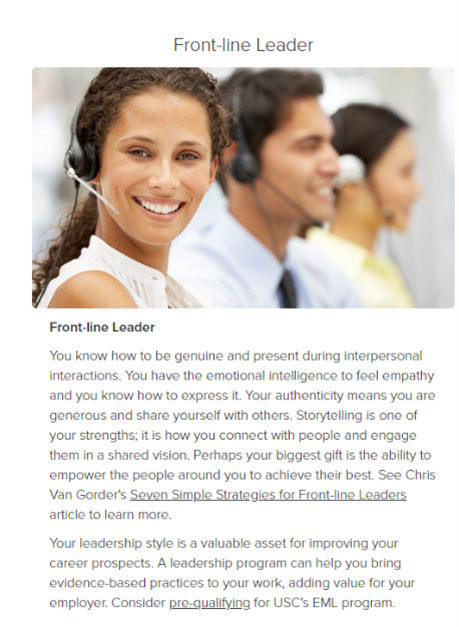 Front-line Leader
Front-line Leader
You know how to be genuine and present during interpersonal
interactions. You have the emotional intelligence to feel empathy
and you know how to express it. Your authenticity means you are
generous and share yourself with others. Storytelling is one of
your strengths; it is how you connect with people and engage
them in a shared vision. Perhaps your biggest gift is the ability to
empower the people around you to achieve their best. See Chris
Van Gorder's Seven Simple Strategies for Front-line Leaders
article to learn more.
Your leadership style is a valuable asset for improving your
career prospects. A leadership program can help you bring
evidence-based practices to your work, adding value for your
employer. Consider pre-qualifying for USC's EML program.